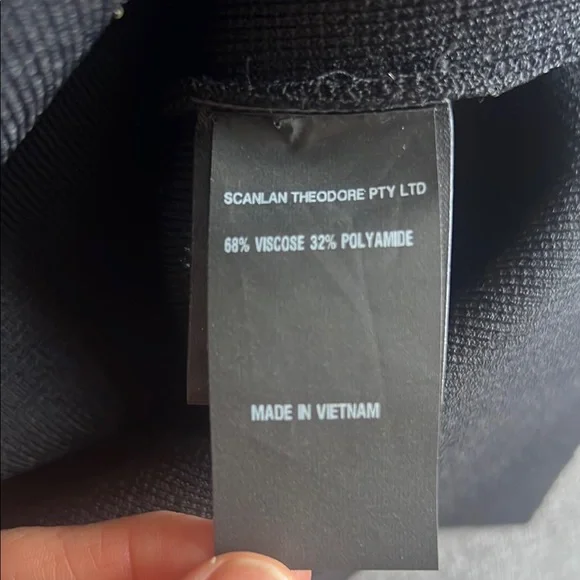 SCANLAN THEODORE PTY LTD
68% VISCOSE 32% POLYAMIDE
MADE IN VIETNAM